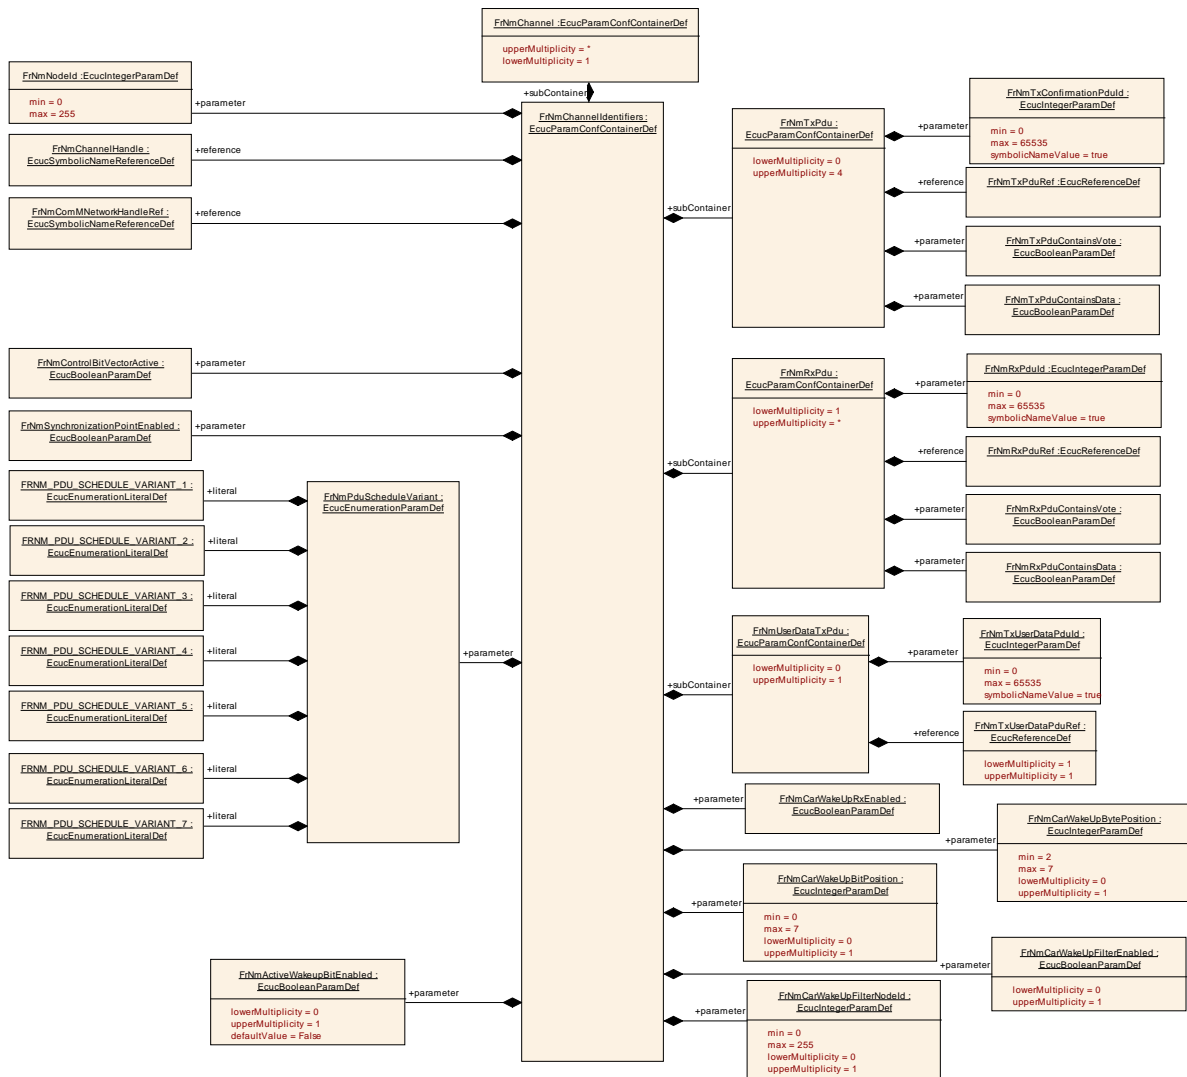 FrNmChannel :EcucParamConfContainerDef
upperMultiplicity = *
lowerMultiplicity = 1
+subContainer
FrNmChannelIdentifiers :
EcucParamConfContainerDef
FrNmNodeId :EcucIntegerParamDef
min = 0
max = 255
+parameter
FrNmChannelHandle :
EcucSymbolicNameReferenceDef
+reference
FrNmComMNetworkHandleRef :
EcucSymbolicNameReferenceDef
+reference
FrNmControlBitVectorActive :
EcucBooleanParamDef
+parameter
FrNmSynchronizationPointEnabled :
EcucBooleanParamDef
+parameter
FRNM_PDU_SCHEDULE_VARIANT_1 :
EcucEnumerationLiteralDef
+literal
FRNM_PDU_SCHEDULE_VARIANT_2 :
EcucEnumerationLiteralDef
+literal
FRNM_PDU_SCHEDULE_VARIANT_3 :
EcucEnumerationLiteralDef
+literal
FRNM_PDU_SCHEDULE_VARIANT_4 :
EcucEnumerationLiteralDef
+literal
FRNM_PDU_SCHEDULE_VARIANT_5 :
EcucEnumerationLiteralDef
+literal
FRNM_PDU_SCHEDULE_VARIANT_6 :
EcucEnumerationLiteralDef
+literal
FRNM_PDU_SCHEDULE_VARIANT_7 :
EcucEnumerationLiteralDef
+literal
FrNmPduScheduleVariant :
EcucEnumerationParamDef
+parameter
FrNmActiveWakeupBitEnabled :
EcucBooleanParamDef
lowerMultiplicity = 0
upperMultiplicity = 1
defaultValue = False
+parameter
+subContainer
FrNmTxPdu :
EcucParamConfContainerDef
lowerMultiplicity = 0
upperMultiplicity = 4
+parameter
FrNmTxConfirmationPduId :
EcucIntegerParamDef
min = 0
max = 65535
symbolicNameValue = true
+reference
FrNmTxPduRef :EcucReferenceDef
+parameter
FrNmTxPduContainsVote :
EcucBooleanParamDef
+parameter
FrNmTxPduContainsData :
EcucBooleanParamDef
+subContainer
FrNmRxPdu :
EcucParamConfContainerDef
lowerMultiplicity = 1
upperMultiplicity = *
+parameter
FrNmRxPduId :EcucIntegerParamDef
min = 0
max = 65535
symbolicNameValue = true
+reference
FrNmRxPduRef :EcucReferenceDef
+parameter
FrNmRxPduContainsVote :
EcucBooleanParamDef
+parameter
FrNmRxPduContainsData :
EcucBooleanParamDef
+subContainer
FrNmUserDataTxPdu :
EcucParamConfContainerDef
lowerMultiplicity = 0
upperMultiplicity = 1
+parameter
FrNmTxUserDataPduId :
EcucIntegerParamDef
min = 0
max = 65535
symbolicNameValue = true
+reference
FrNmTxUserDataPduRef :
EcucReferenceDef
lowerMultiplicity = 1
upperMultiplicity = 1
+parameter
FrNmCarWakeUpRxEnabled :
EcucBooleanParamDef
+parameter
FrNmCarWakeUpBytePosition :
EcucIntegerParamDef
min = 2
max = 7
lowerMultiplicity = 0
upperMultiplicity = 1
+parameter
FrNmCarWakeUpBitPosition :
EcucIntegerParamDef
min = 0
max = 7
lowerMultiplicity = 0
upperMultiplicity = 1
+parameter
FrNmCarWakeUpFilterEnabled :
EcucBooleanParamDef
lowerMultiplicity = 0
upperMultiplicity = 1
+parameter
FrNmCarWakeUpFilterNodeId :
EcucIntegerParamDef
min = 0
max = 255
lowerMultiplicity = 0
upperMultiplicity = 1